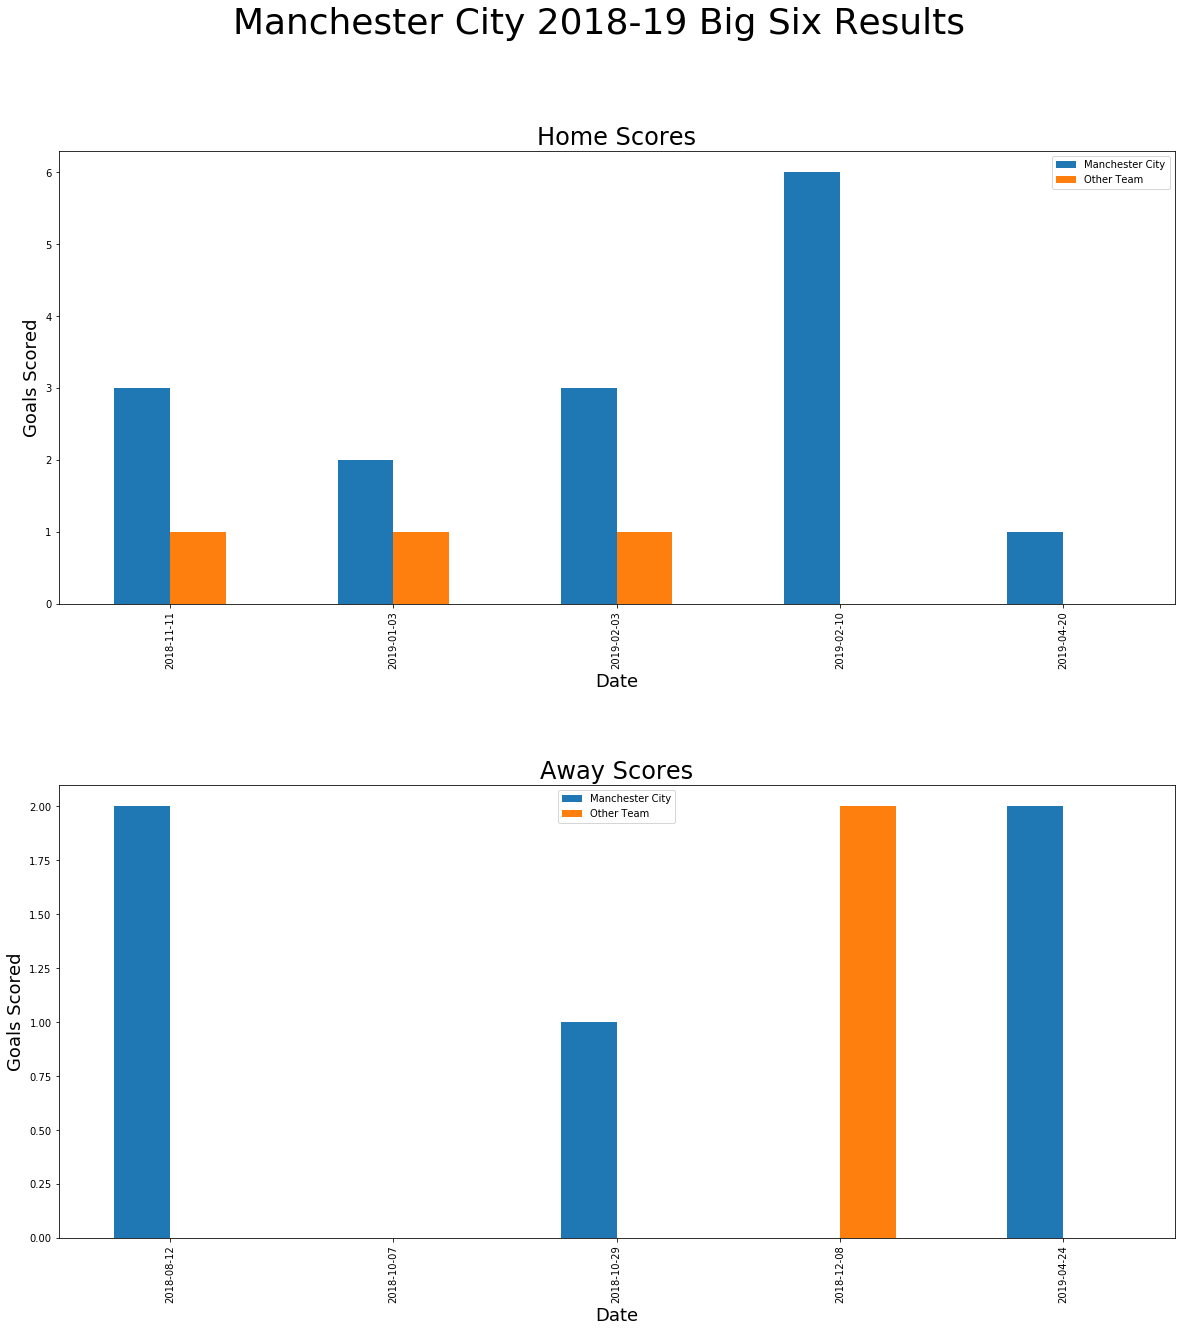 Manchester City 2018-19 Big Six Results
Home Scores
Manchester City
Other Team
6
5
4
3
2
1
0
Goals Scored
2018-11-11
2019-01-03
2019-02-03
2019-02-10
2019-04-20
Date
Away Scores
Manchester City
Other Team
2.00
1.75
1.50
1.25
1.00
0.75
0.50
0.25
0.00
Goals Scored
2018-08-12
2018-10-07
2018-10-29
2018-12-08
2019-04-24
Date